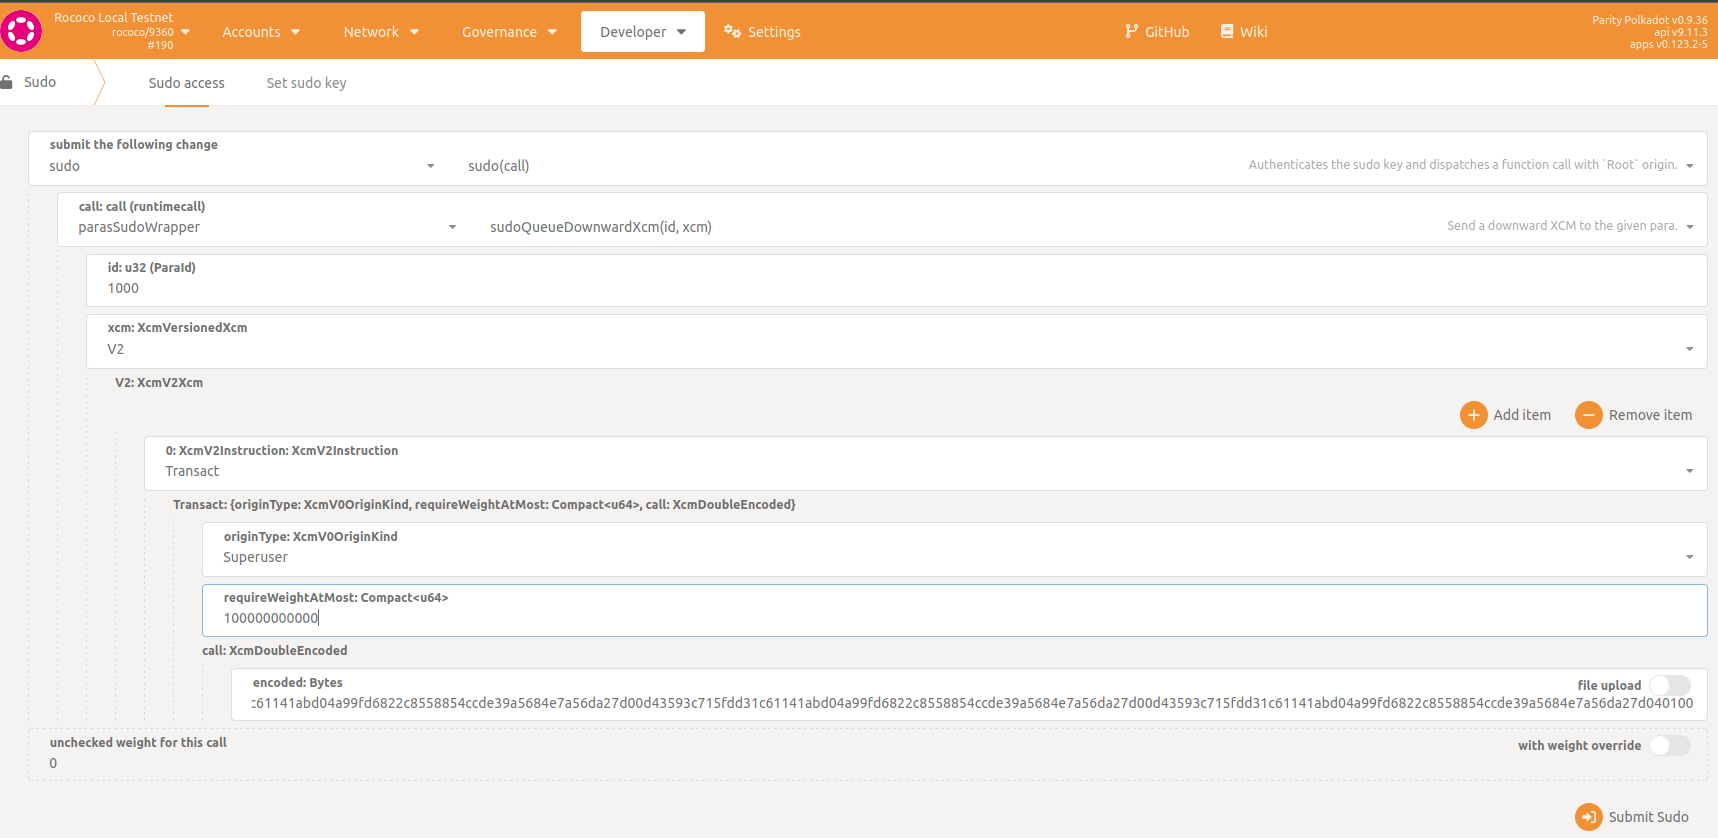 Rococo Local Testnet
rococo/9360
#190
Accounts
Network
Governance
Developer
Settings
GitHub
Wiki
Parity Polkadot v0.9.36
api v9.11.3
apps v0.123.2-5
Sudo
Sudo access
Set sudo key
submit the following change
sudo
sudo(call)
Authenticates the sudo key and dispatches a function call with `Root` origin.
call: call (runtimecall)
parasSudoWrapper
sudoQueueDownwardXcm(id, xcm)
Send a downward XCM to the given para.
id: u32 (ParaId)
1000
xcm: XcmVersionedXcm
V2
V2: XcmV2Xcm
Add item
Remove item
0: XcmV2Instruction: XcmV2Instruction
Transact
Transact: {originType: XcmV0OriginKind, requireWeightAtMost: Compact<u64>, call: XcmDoubleEncoded}
originType: XcmV0OriginKind
Superuser
requireWeightAtMost: Compact<u64>
100000000000
call: XcmDoubleEncoded
encoded: Bytes
file upload
c61141abd04a99fd6822c8558854ccde39a5684e7a56da27d00d43593c715fdd31c61141abd04a99fd6822c8558854ccde39a5684e7a56da27d00d43593c715fdd31c61141abd04a99fd6822c8558854ccde39a5684e7a56da27d040100
unchecked weight for this call
0
with weight override
Submit Sudo